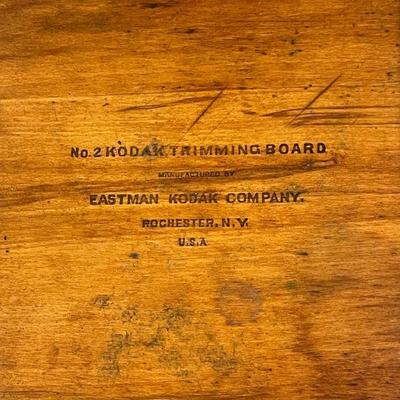 No. 2 KODAK TRIMMING BOARD
MANUFACTURED BY
EASTMAN KODAK COMPANY.
ROCHESTER, N.Y.
U.S.A